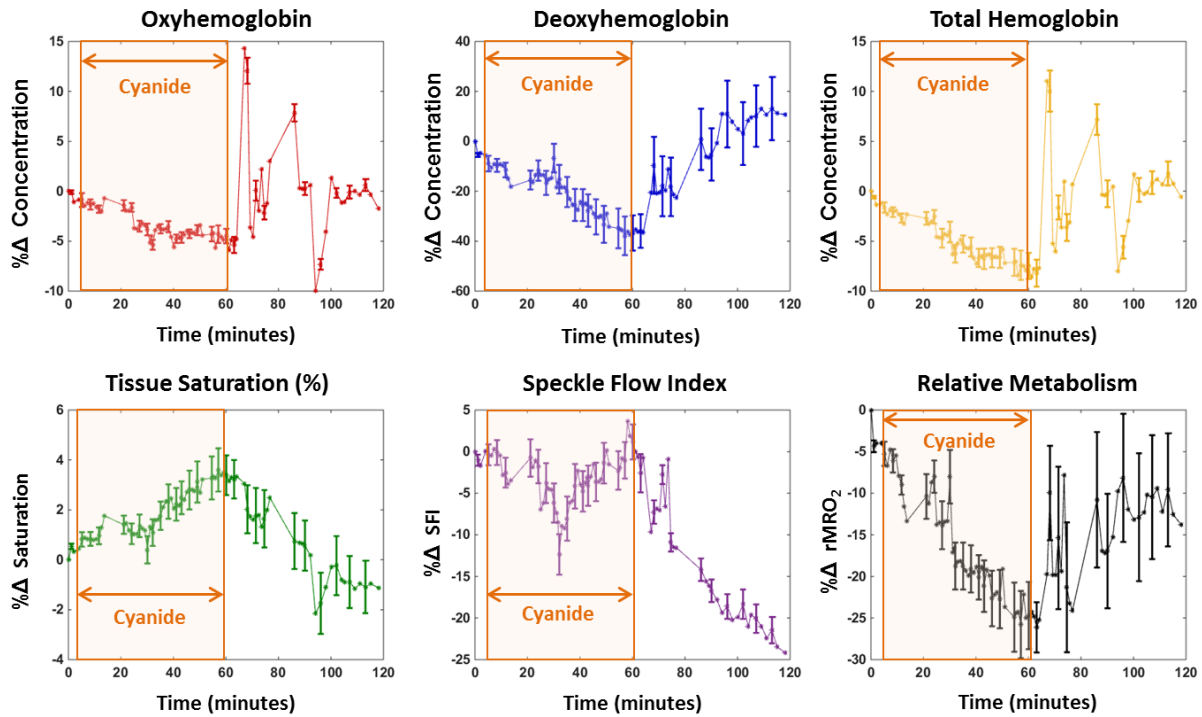 Oxyhemoglobin
15
10
5
0
-5
-10
%Δ Concentration
Cyanide
0 20 40 60 80 100 120
Time (minutes)
Deoxyhemoglobin
40
20
0
-20
-40
-60
%Δ Concentration
Cyanide
0 20 40 60 80 100 120
Time (minutes)
Total Hemoglobin
15
10
5
0
-5
-10
%Δ Concentration
Cyanide
0 20 40 60 80 100 120
Time (minutes)
Tissue Saturation (%)
6
4
2
0
-2
-4
%Δ Saturation
Cyanide
0 20 40 60 80 100 120
Time (minutes)
Speckle Flow Index
5
0
-5
-10
-15
-20
-25
%Δ SFI
Cyanide
0 20 40 60 80 100 120
Time (minutes)
Relative Metabolism
0
-5
-10
-15
-20
-25
-30
%Δ rMRO₂
Cyanide
0 20 40 60 80 100 120
Time (minutes)